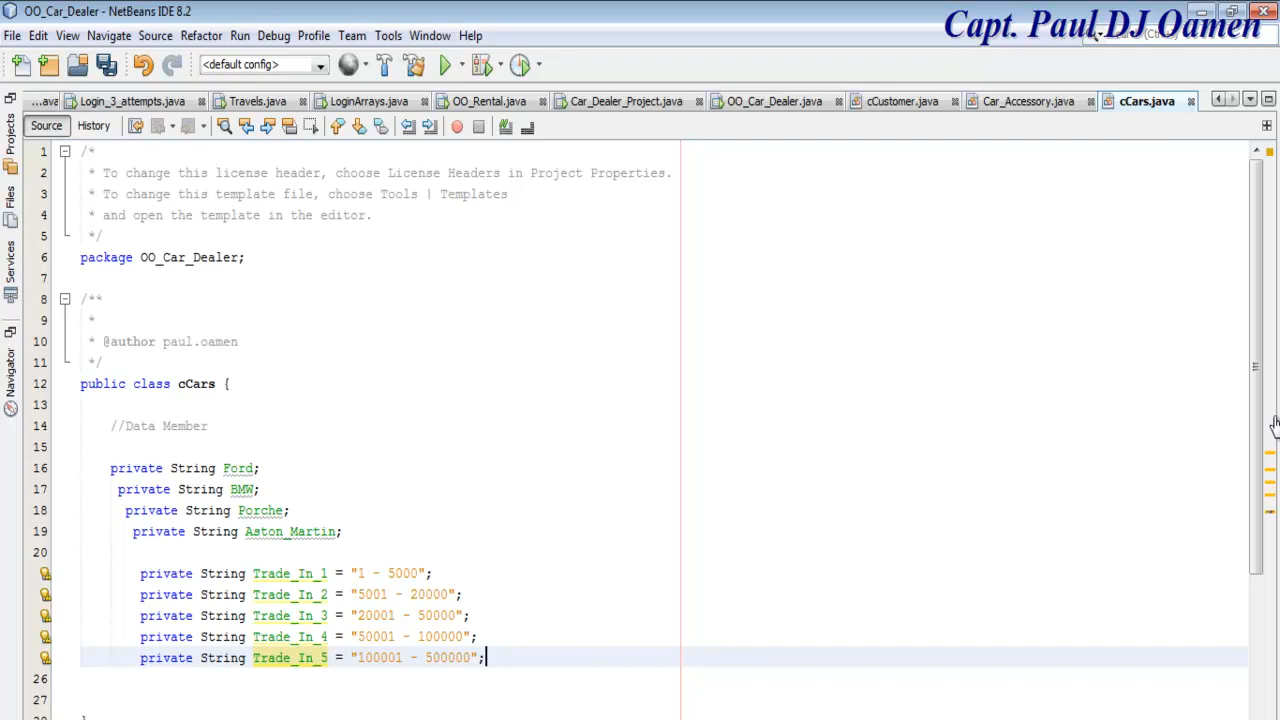 OO_Car_Dealer - NetBeans IDE 8.2
Capt. Paul DJ Oamen
File Edit View Navigate Source Refactor Run Debug Profile Team Tools Window Help
<default config>
...ava Login_3_attempts.java Travels.java LoginArrays.java OO_Rental.java Car_Dealer_Project.java OO_Car_Dealer.java cCustomer.java Car_Accessory.java cCars.java
Source History
Projects
Files
Services
Navigator
1 /*
2 * To change this license header, choose License Headers in Project Properties.
3 * To change this template file, choose Tools | Templates
4 * and open the template in the editor.
5 */
6 package OO_Car_Dealer;
7
8 /**
9 *
10 * @author paul.oamen
11 */
12 public class cCars {
13
14 //Data Member
15
16 private String Ford;
17 private String BMW;
18 private String Porche;
19 private String Aston_Martin;
20
private String Trade_In_1 = "1 - 5000";
private String Trade_In_2 = "5001 - 20000";
private String Trade_In_3 = "20001 - 50000";
private String Trade_In_4 = "50001 - 100000";
private String Trade_In_5 = "100001 - 500000";
26
27